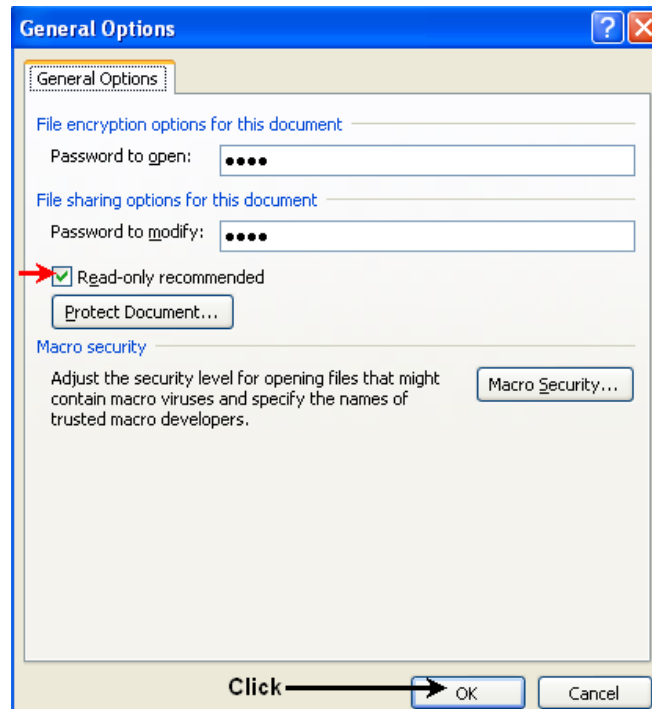 General Options
General Options
File encryption options for this document
Password to open: ●●●●
File sharing options for this document
Password to modify: ●●●●
Read-only recommended
Protect Document...
Macro security
Adjust the security level for opening files that might
contain macro viruses and specify the names of
trusted macro developers.
Macro Security...
Click
OK
Cancel